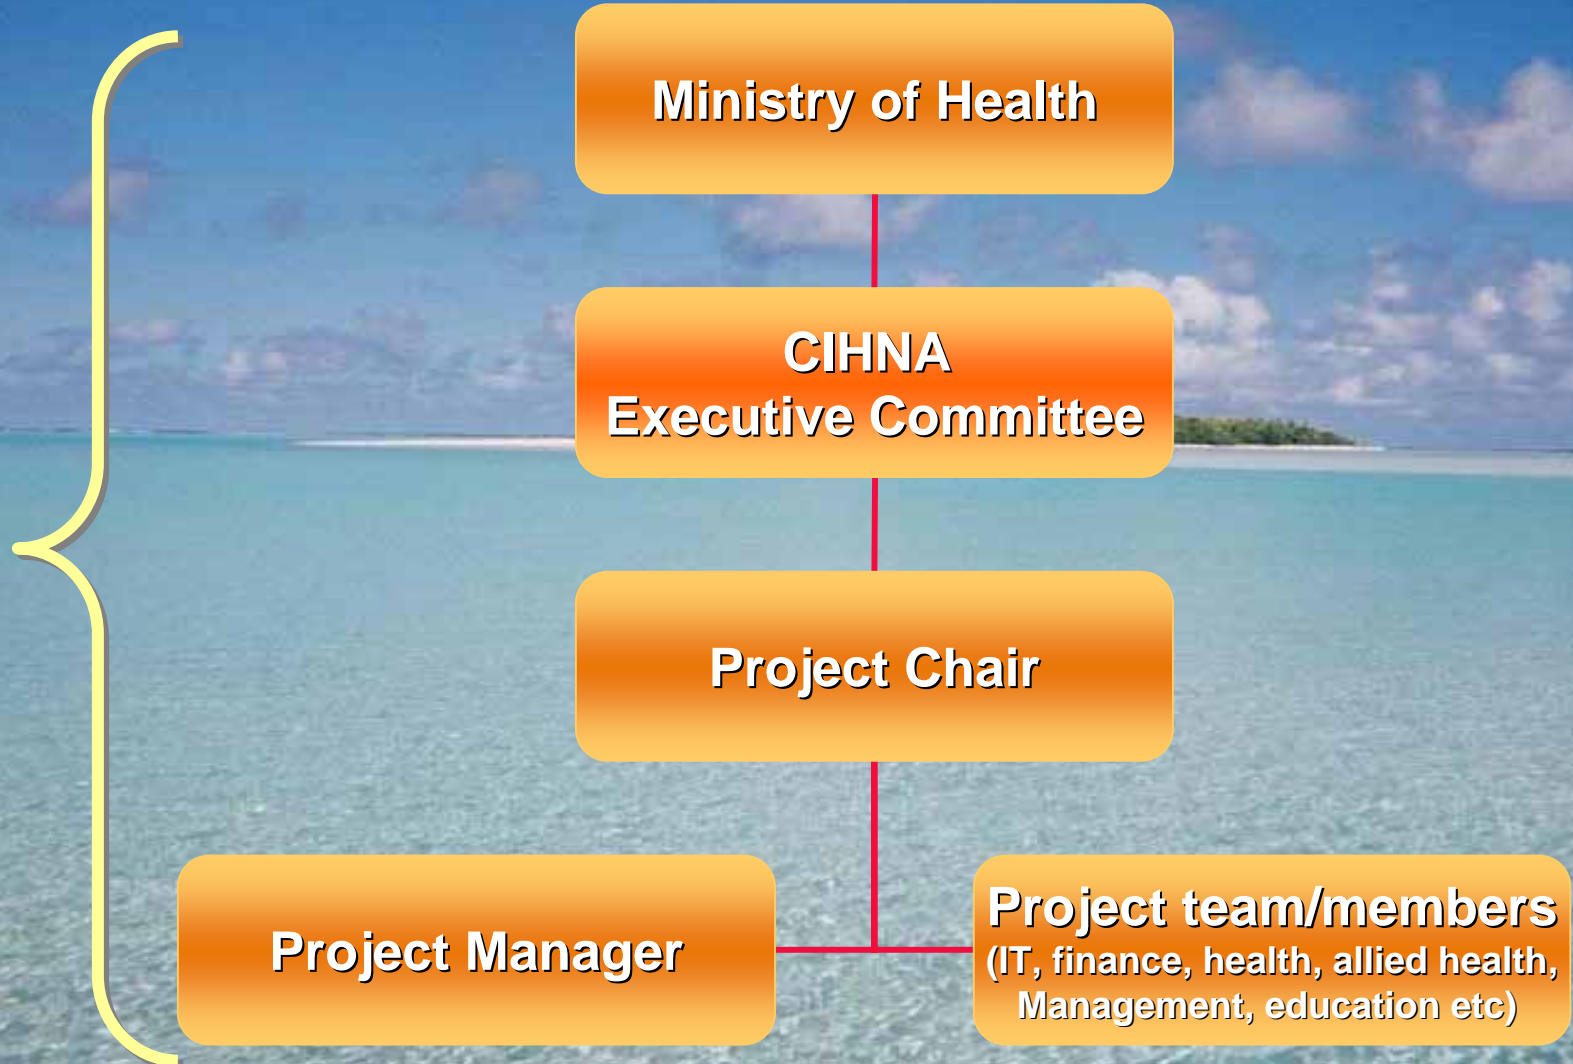 Ministry of Health
CIHNA
Executive Committee
Project Chair
Project Manager
Project team/members
(IT, finance, health, allied health,
Management, education etc)